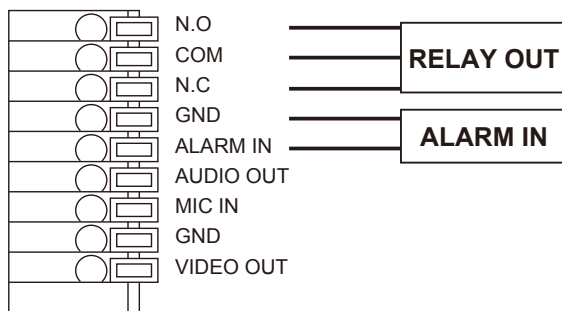 N.O
COM
N.C
GND
ALARM IN
AUDIO OUT
MIC IN
GND
VIDEO OUT
RELAY OUT
ALARM IN